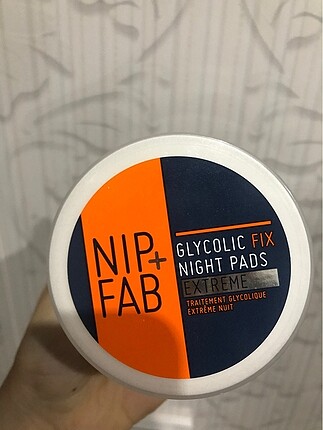 NIP+
FAB
GLYCOLIC FIX
NIGHT PADS
EXTREME
TRAITEMENT GLYCOLIQUE
EXTRÊME NUIT